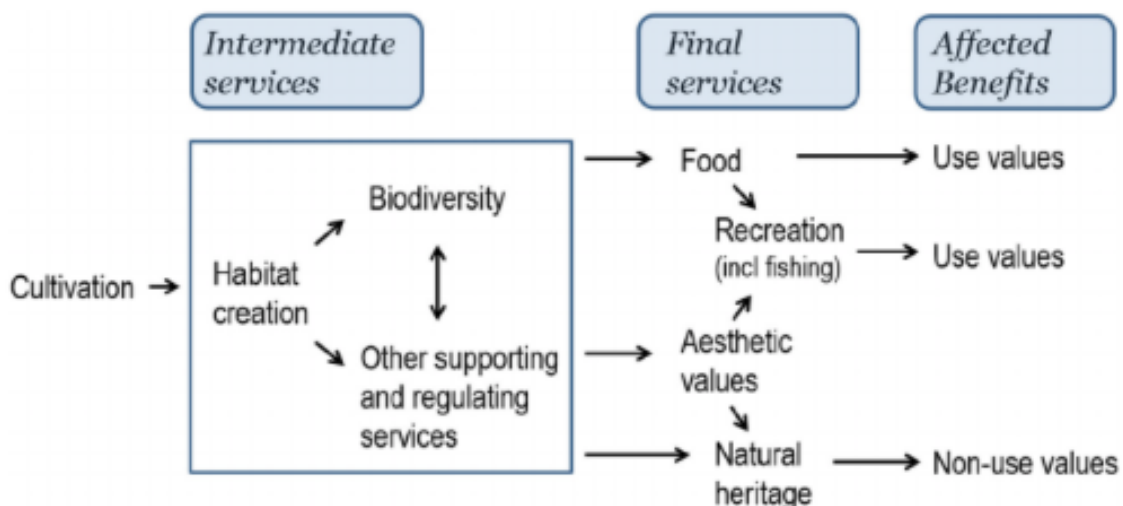 Intermediate
services
Final
services
Affected
Benefits
Cultivation
Habitat
creation
Biodiversity
Other supporting
and regulating
services
Food
Recreation
(incl fishing)
Aesthetic
values
Natural
heritage
Use values
Use values
Non-use values